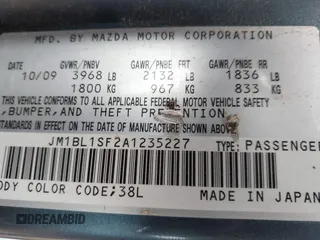 MFD. BY MAZDA MOTOR CORPORATION
GVWR/PNBV GAWR/PNBE FRT GAWR/PNBE RR
10/09 3968 LB 2132 LB 1836 LB
1800 KG 967 KG 833 KG
THIS CONFORMS TO ALL APPLICABLE FEDERAL MOTOR VEHICLE SAFETY
,BUMPER, AND THEFT PREVENTION
STANDARDS IN EFFECT ON THE DATE OF MANUFACTURE SHOWN ABOVE.
JM1BL1SF2A1235227 TYPE: PASSENGER
ODY COLOR CODE;38L
MADE IN JAPAN
DREAMBID